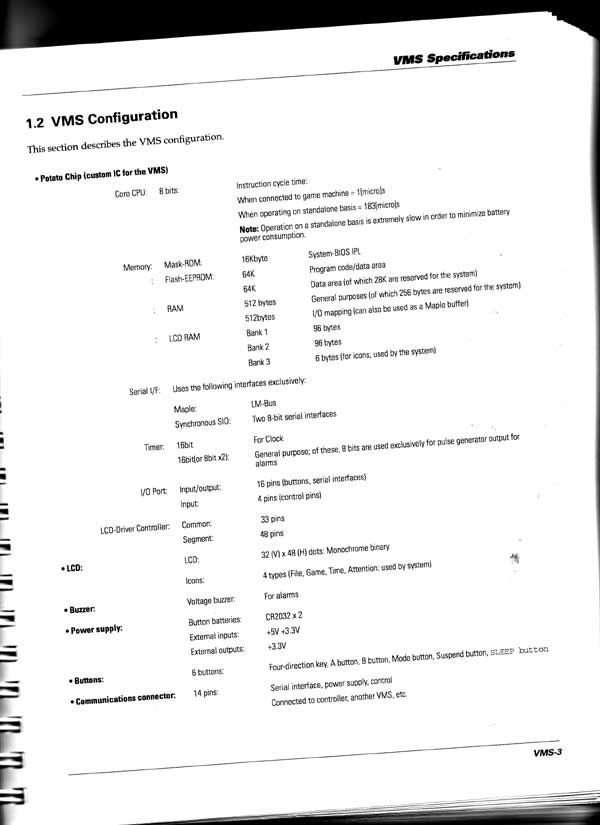 VMS Specifications
1.2 VMS Configuration
This section describes the VMS configuration.
• Potato Chip (custom IC for the VMS)
Core CPU: 8 bits: Instruction cycle time:
When connected to game machine = 1[micro]s
When operating on standalone basis = 183[micro]s
Note: Operation on a standalone basis is extremely slow in order to minimize battery
power consumption.
Memory: Mask-ROM: 16Kbyte System-BIOS IPL
: Flash-EEPROM: 64K Program code/data area
64K Data area (of which 28K are reserved for the system)
: RAM 512 bytes General purposes (of which 256 bytes are reserved for the system)
512bytes I/O mapping (can also be used as a Maple buffer)
: LCD RAM Bank 1 96 bytes
Bank 2 96 bytes
Bank 3 6 bytes (for icons; used by the system)
Serial I/F: Uses the following interfaces exclusively:
Maple: LM-Bus
Synchronous SIO: Two 8-bit serial interfaces
Timer: 16bit For Clock
16bit(or 8bit x2): General purpose; of these, 8 bits are used exclusively for pulse generator output for
alarms
I/O Port: Input/output: 16 pins (buttons, serial interfaces)
Input: 4 pins (control pins)
LCD-Driver Controller: Common: 33 pins
Segment: 48 pins
• LCD: LCD: 32 (V) x 48 (H) dots: Monochrome binary
Icons: 4 types (File, Game, Time, Attention: used by system)
• Buzzer: Voltage buzzer: For alarms
• Power supply: Button batteries: CR2032 x 2
External inputs: +5V +3.3V
External outputs: +3.3V
• Buttons: 6 buttons: Four-direction key, A button, B button, Mode button, Suspend button, SLEEP button
• Communications connector: 14 pins: Serial interface, power supply, control
Connected to controller, another VMS, etc.
VMS-3